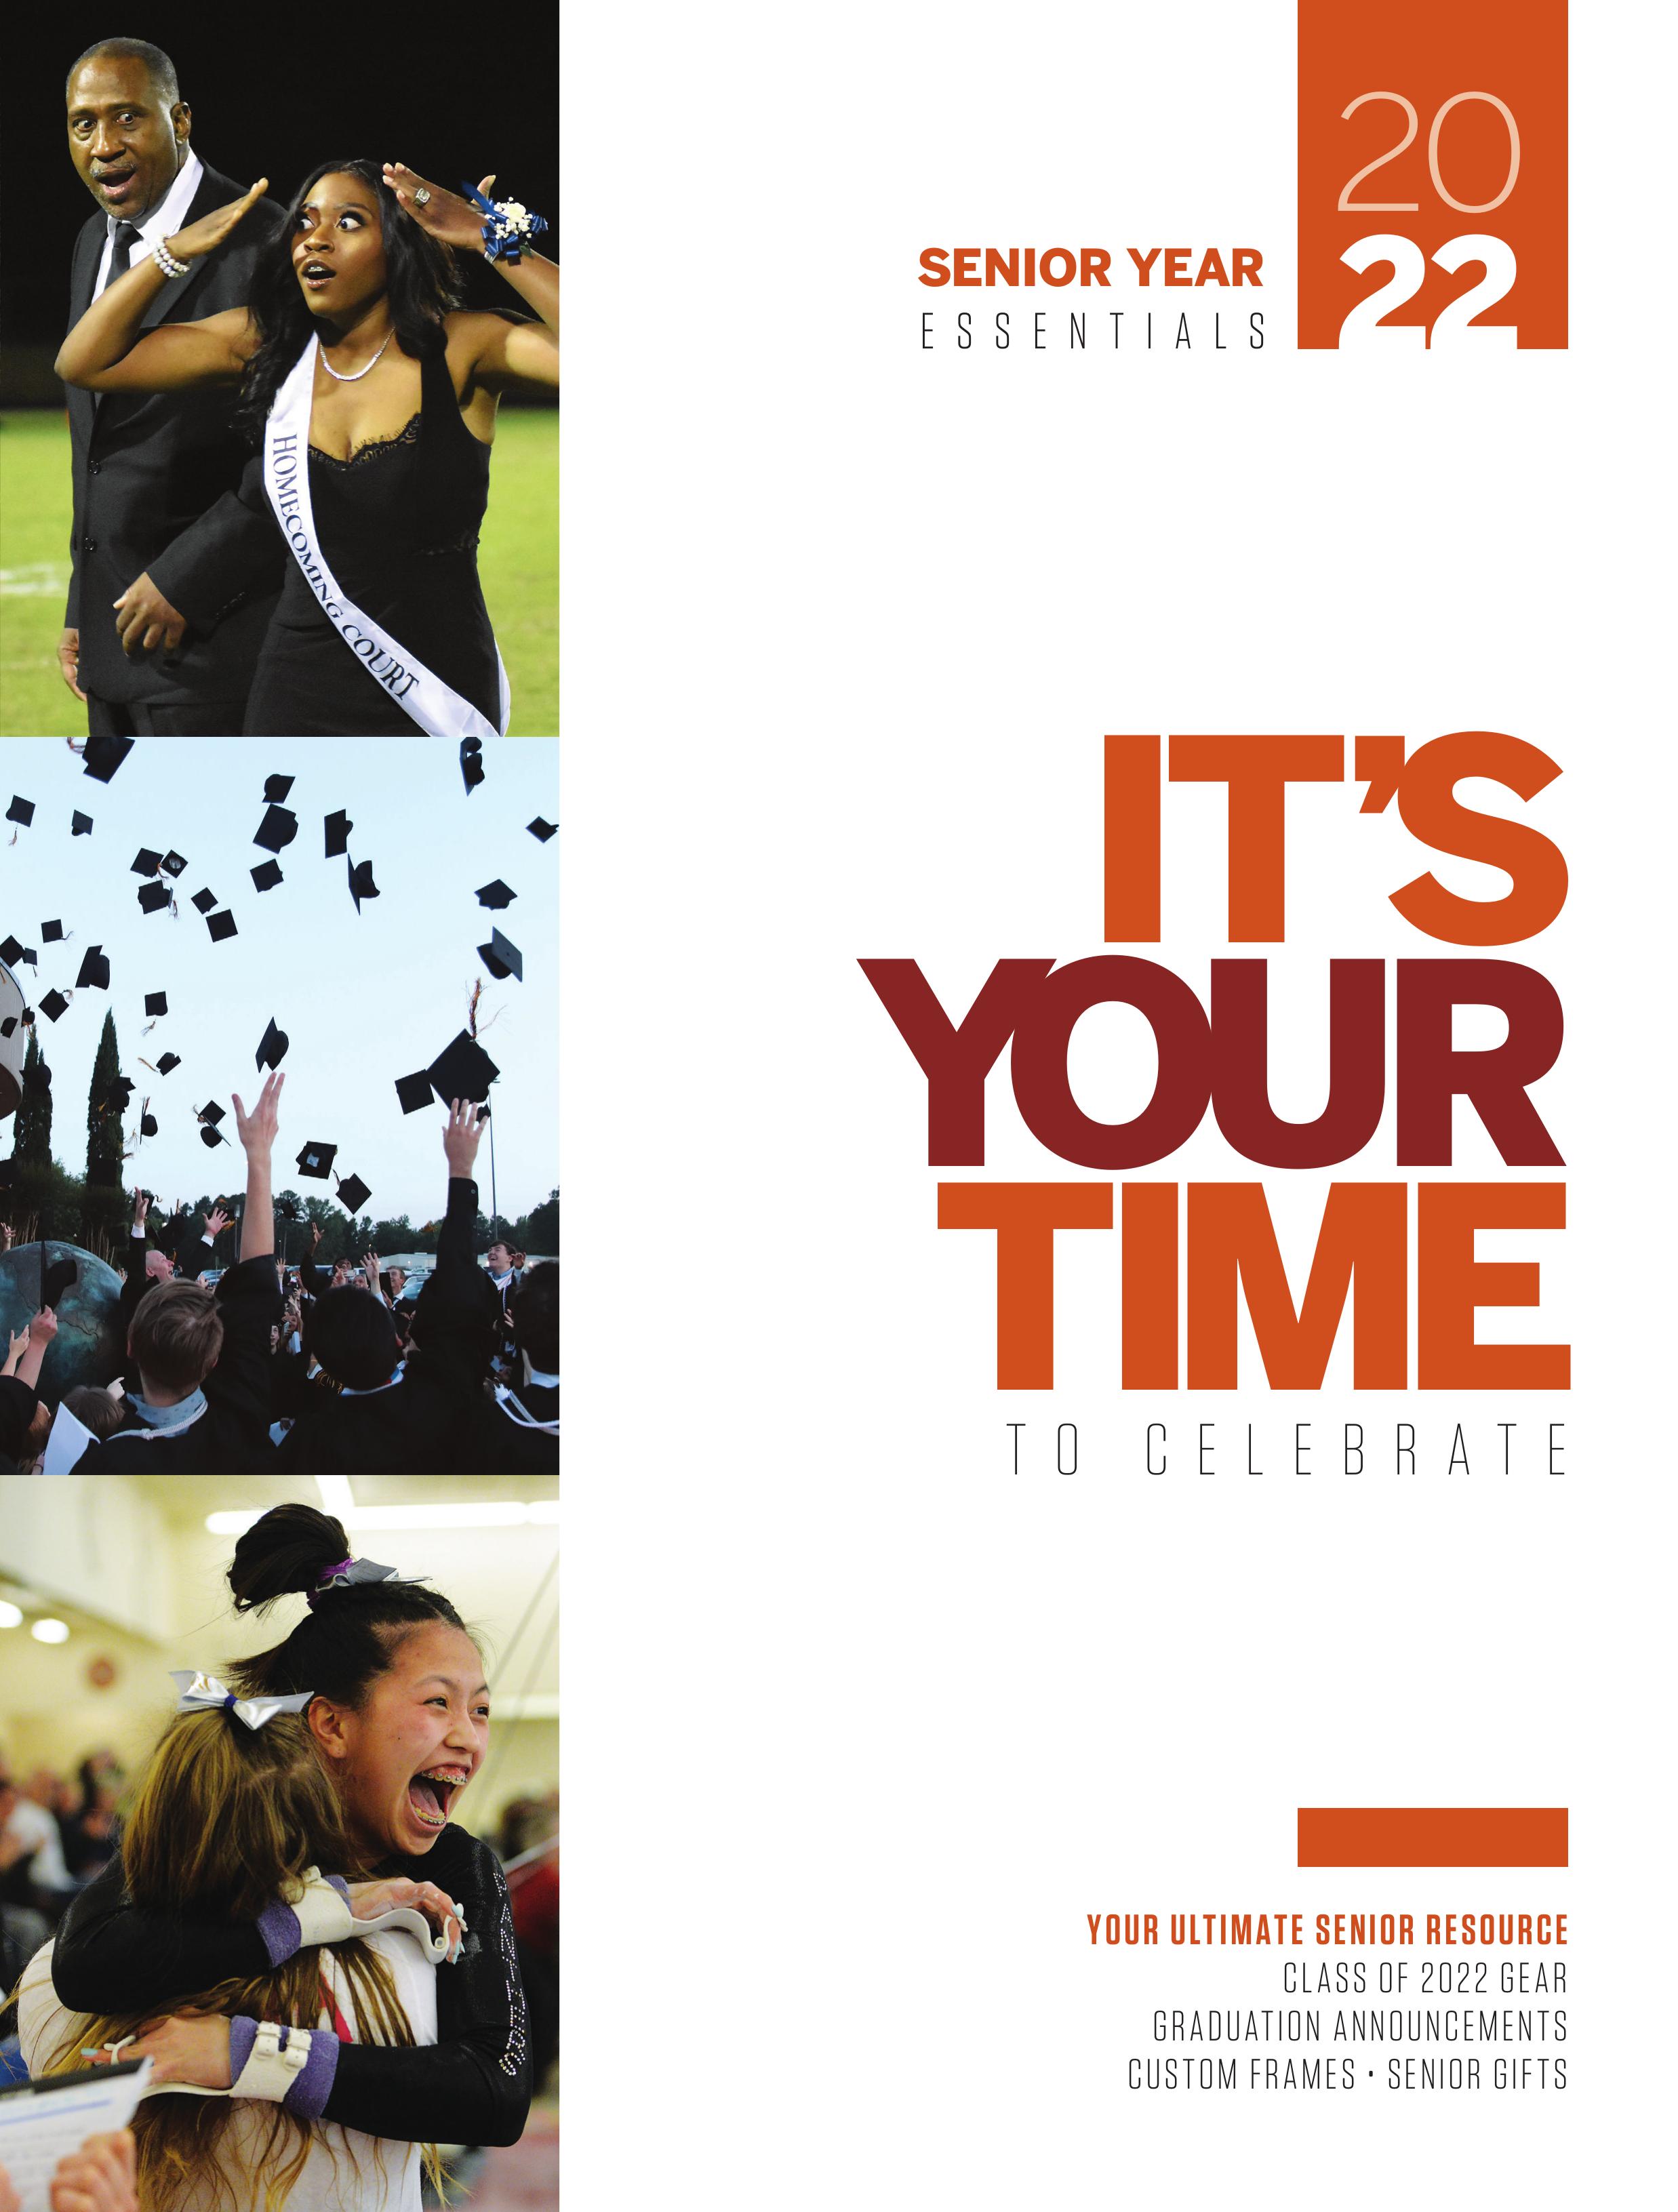 20
22
SENIOR YEAR
ESSENTIALS
HOMECOMING COURT
IT'S
YOUR
TIME
TO CELEBRATE
YOUR ULTIMATE SENIOR RESOURCE
CLASS OF 2022 GEAR
GRADUATION ANNOUNCEMENTS
CUSTOM FRAMES • SENIOR GIFTS